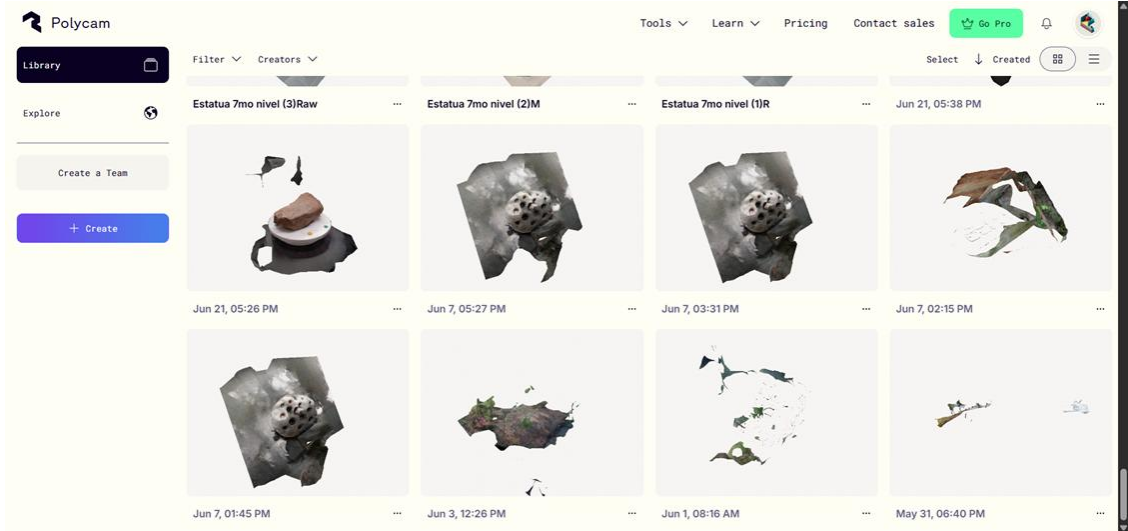 Polycam
Tools Learn Pricing Contact sales Go Pro
Library
Filter Creators Select Created
Explore
Create a Team
+ Create
Estatua 7mo nivel (3)Raw ... Estatua 7mo nivel (2)M ... Estatua 7mo nivel (1)R ... Jun 21, 05:38 PM ...
Jun 21, 05:26 PM ... Jun 7, 05:27 PM ... Jun 7, 03:31 PM ... Jun 7, 02:15 PM ...
Jun 7, 01:45 PM ... Jun 3, 12:26 PM ... Jun 1, 08:16 AM ... May 31, 06:40 PM ...